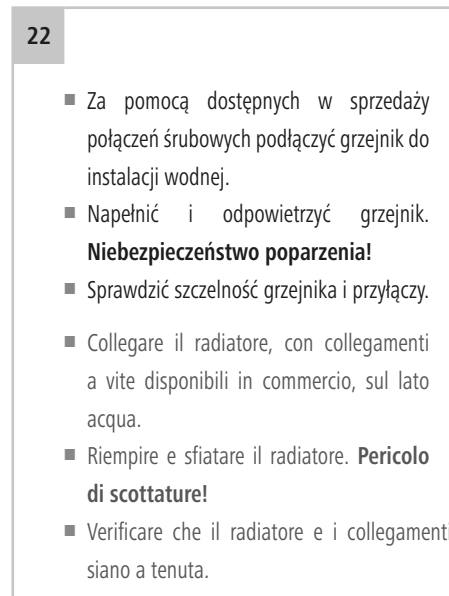 22
■ Za pomocą dostępnych w sprzedaży
połączeń śrubowych podłączyć grzejnik do
instalacji wodnej.
■ Napełnić i odpowietrzyć grzejnik.
Niebezpieczeństwo poparzenia!
■ Sprawdzić szczelność grzejnika i przyłączy.
■ Collegare il radiatore, con collegamenti
a vite disponibili in commercio, sul lato
acqua.
■ Riempire e sfiatare il radiatore. Pericolo
di scottature!
■ Verificare che il radiatore e i collegamenti
siano a tenuta.